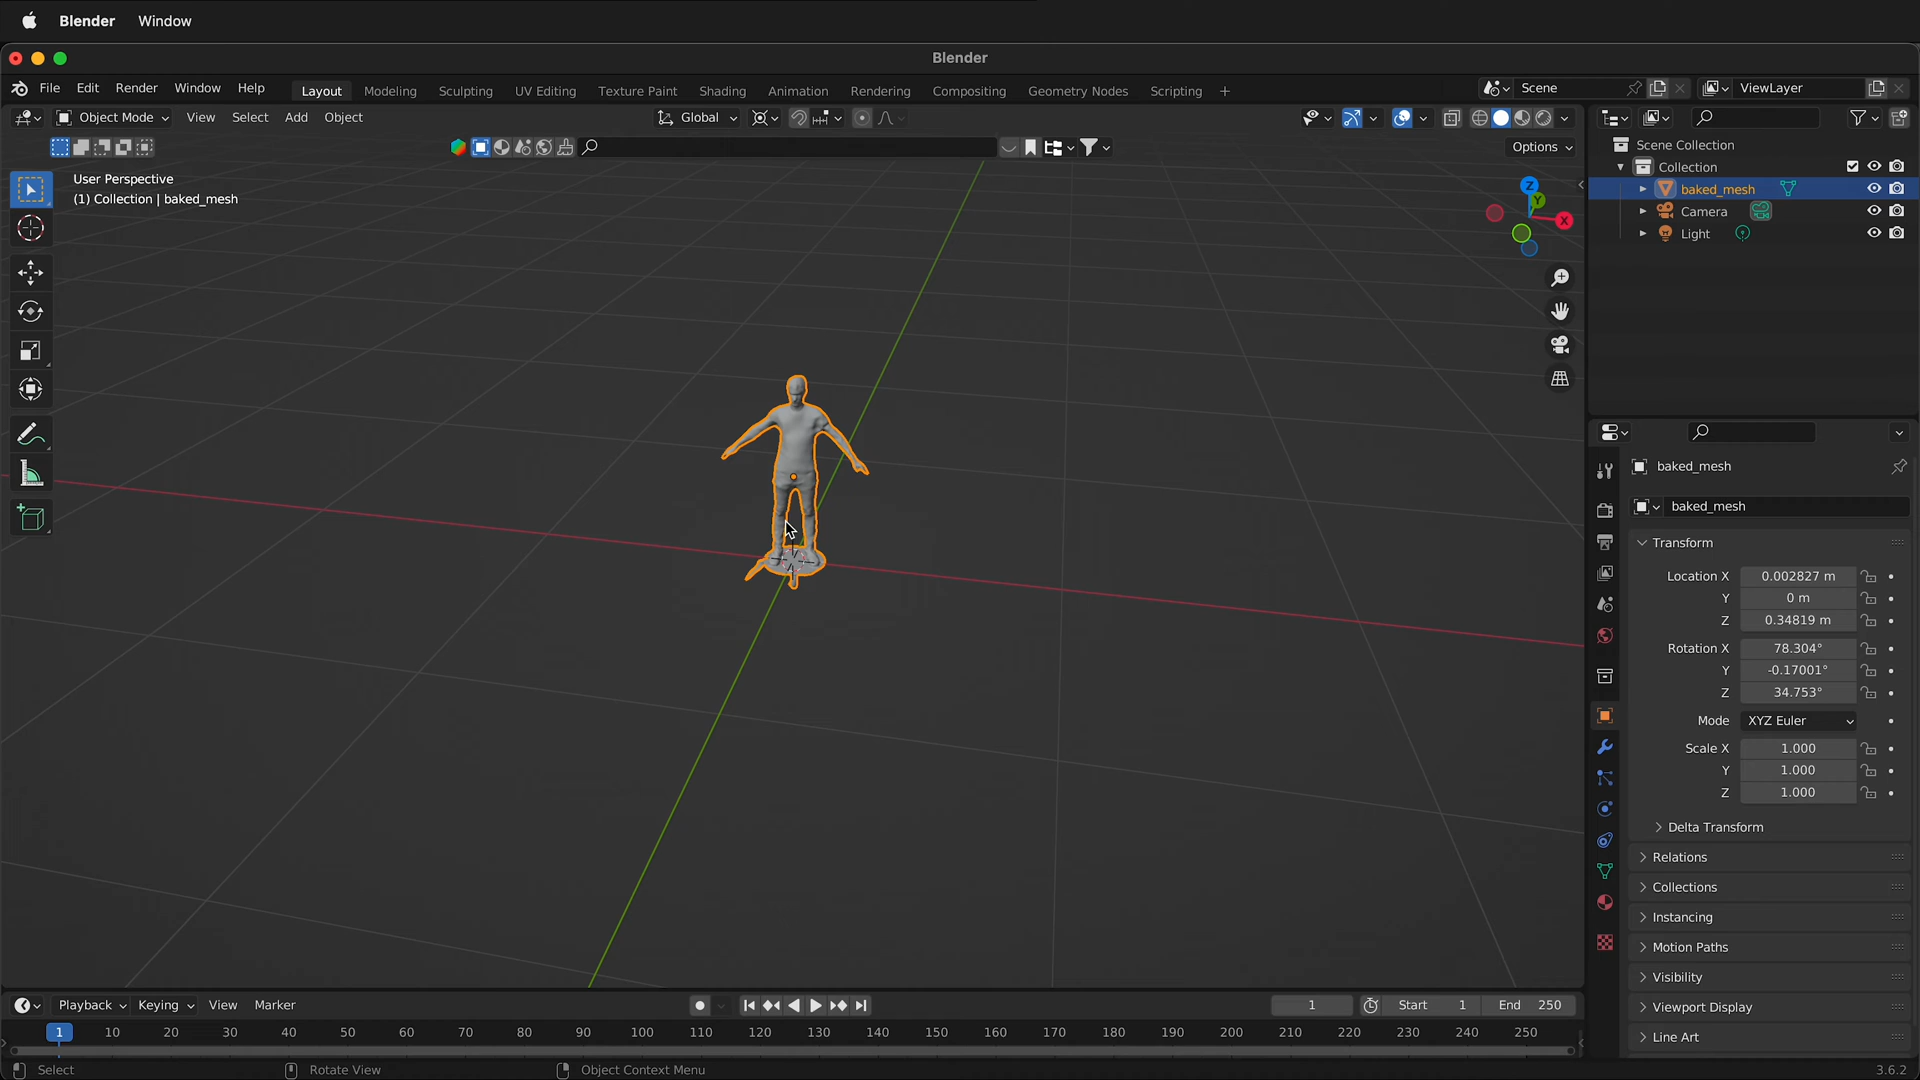 Blender Window
Blender
File Edit Render Window Help Layout Modeling Sculpting UV Editing Texture Paint Shading Animation Rendering Compositing Geometry Nodes Scripting + Scene ViewLayer
Object Mode View Select Add Object Global
Options
User Perspective
(1) Collection | baked_mesh
Z
Y
X
Scene Collection
Collection
baked_mesh
Camera
Light
baked_mesh
baked_mesh
Transform
Location X 0.002827 m
Y 0 m
Z 0.34819 m
Rotation X 78.304°
Y -0.17001°
Z 34.753°
Mode XYZ Euler
Scale X 1.000
Y 1.000
Z 1.000
Delta Transform
Relations
Collections
Instancing
Motion Paths
Visibility
Viewport Display
Line Art
Playback Keying View Marker 1 Start 1 End 250
1 10 20 30 40 50 60 70 80 90 100 110 120 130 140 150 160 170 180 190 200 210 220 230 240 250
Select Rotate View Object Context Menu 3.6.2